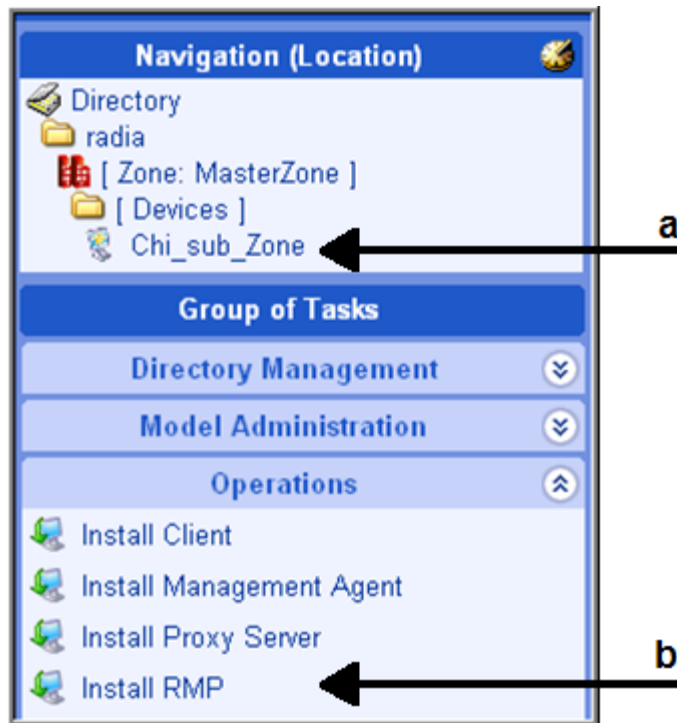 Navigation (Location)
Directory
radia
[ Zone: MasterZone ]
[ Devices ]
Chi_sub_Zone
a
Group of Tasks
Directory Management
Model Administration
Operations
Install Client
Install Management Agent
Install Proxy Server
Install RMP
b